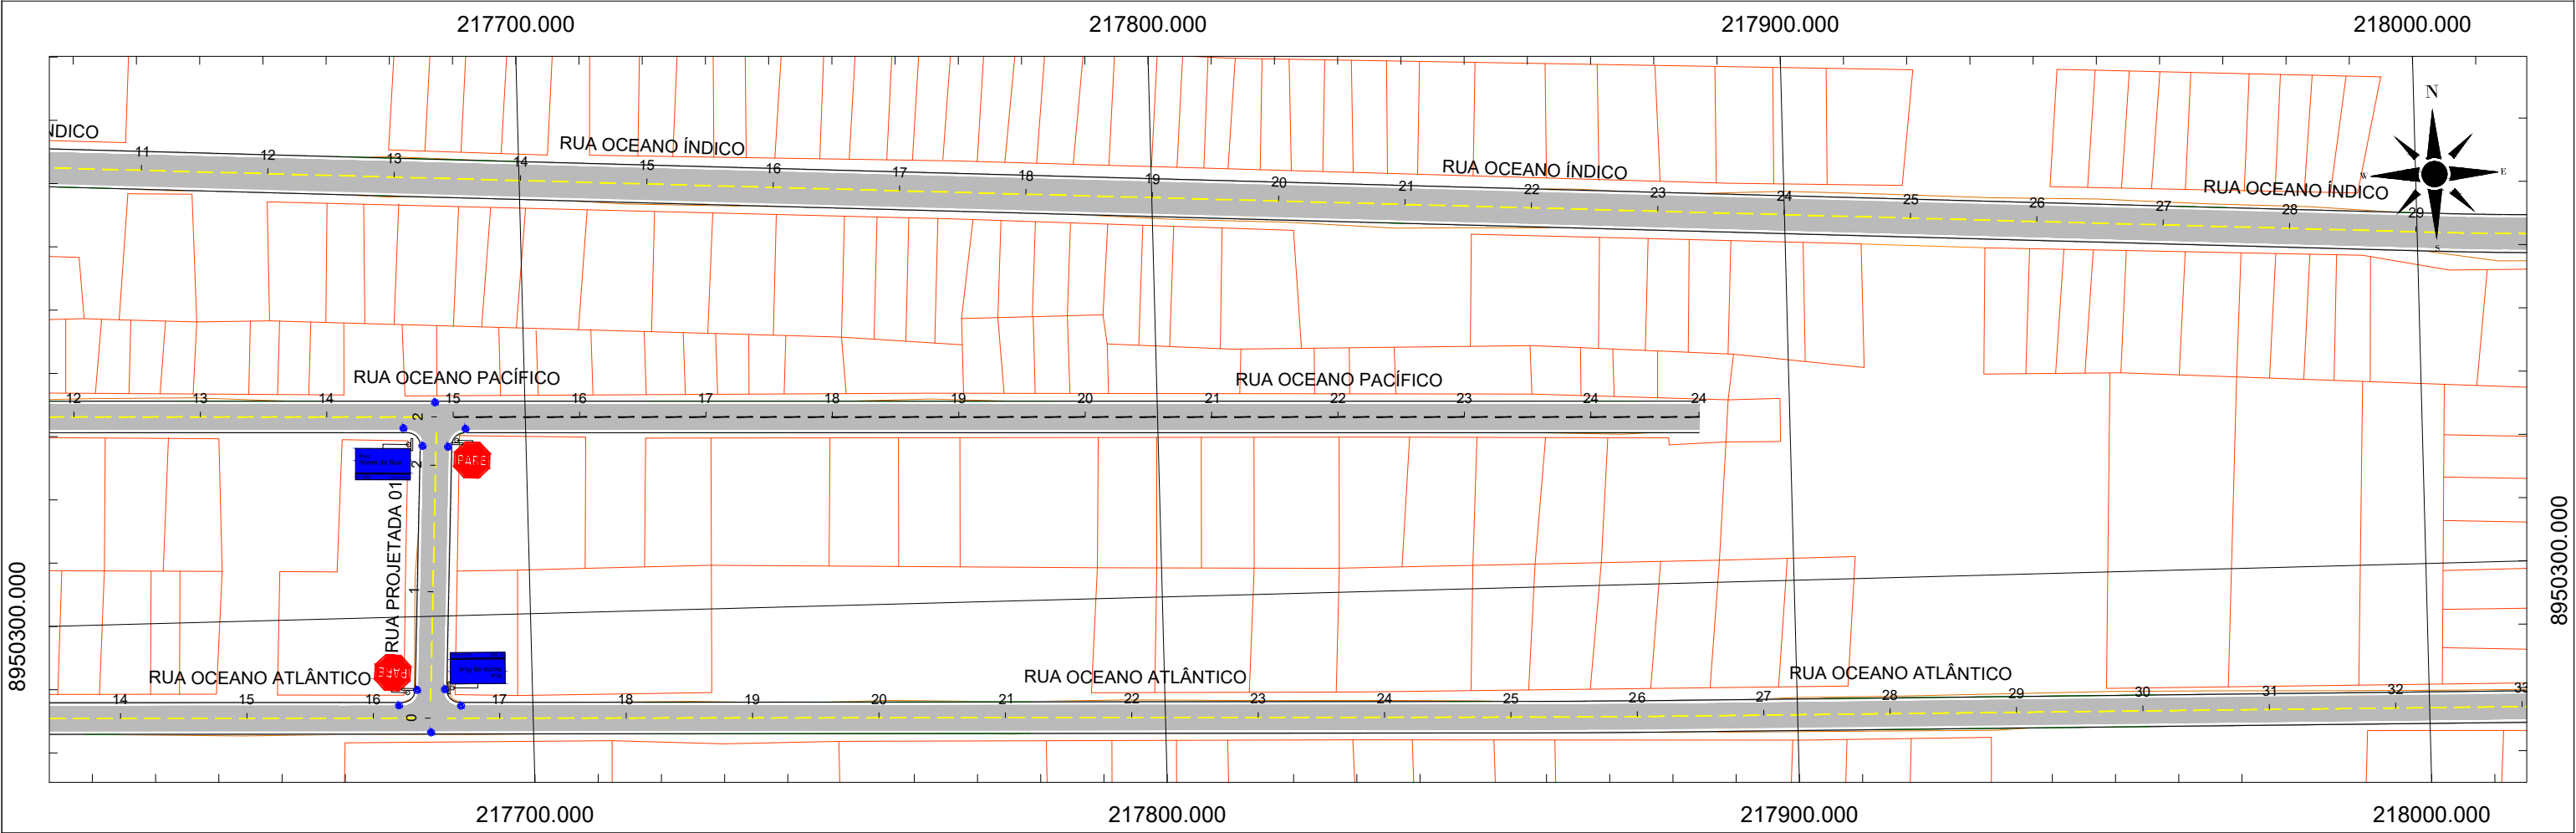 217700.000 217800.000 217900.000 218000.000
N
NDICO
RUA OCEANO ÍNDICO
RUA OCEANO ÍNDICO
RUA OCEANO ÍNDICO
W E
S
11 12 13 14 15 16 17 18 19 20 21 22 23 24 25 26 27 28 29
RUA OCEANO PACÍFICO
RUA OCEANO PACÍFICO
12 13 14 15 16 17 18 19 20 21 22 23 24 24
2
PARE
2
RUA PROJETADA 01
1
8950300.000
8950300.000
PARE
RUA OCEANO ATLÂNTICO
RUA OCEANO ATLÂNTICO
RUA OCEANO ATLÂNTICO
14 15 16 17 18 19 20 21 22 23 24 25 26 27 28 29 30 31 32 33
0
217700.000 217800.000 217900.000 218000.000